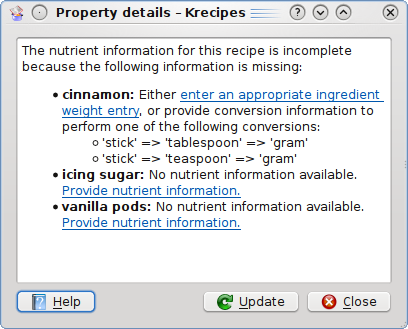 Property details – Krecipes
The nutrient information for this recipe is incomplete
because the following information is missing:
• cinnamon: Either enter an appropriate ingredient
weight entry, or provide conversion information to
perform one of the following conversions:
◦ 'stick' => 'tablespoon' => 'gram'
◦ 'stick' => 'teaspoon' => 'gram'
• icing sugar: No nutrient information available.
Provide nutrient information.
• vanilla pods: No nutrient information available.
Provide nutrient information.
Help
Update
Close